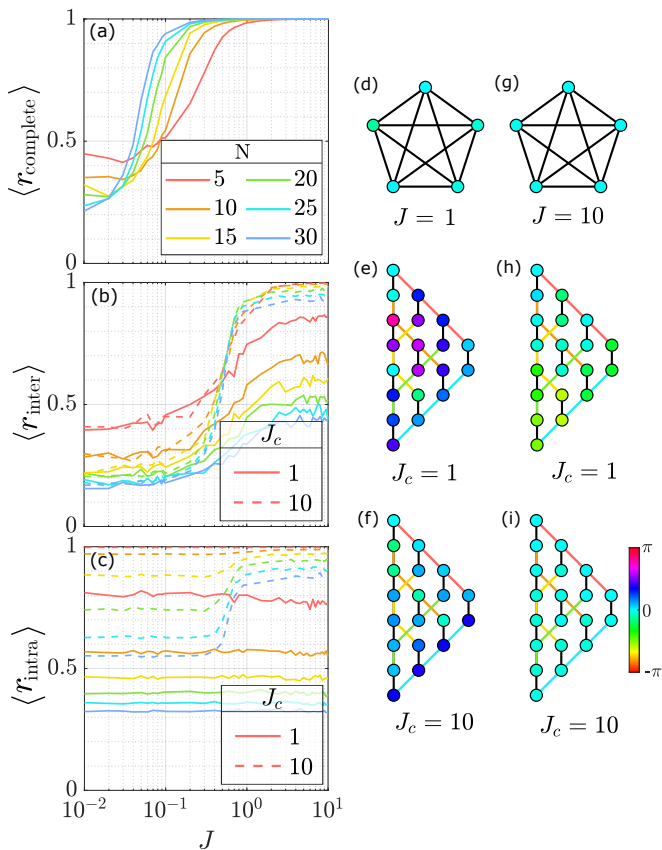 (a)
1
0.5
0
⟨r_complete⟩
N
5 20
10 25
15 30
(b)
1
0.5
0
⟨r_inter⟩
J_c
1
10
(c)
1
0.5
0
⟨r_intra⟩
J_c
1
10
10^-2 10^-1 10^0 10^1
J
(d)
J = 1
(g)
J = 10
(e)
J_c = 1
(h)
J_c = 1
(f)
J_c = 10
(i)
J_c = 10
π
0
-π